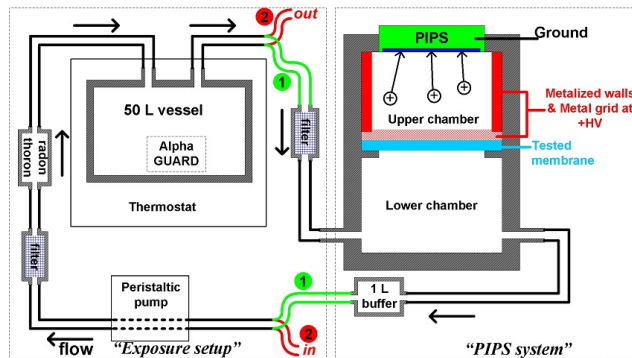 2
out
PIPS
Ground
1
50 L vessel
Alpha
GUARD
Thermostat
radon
thoron
filter
filter
Upper chamber
Metalized walls
& Metal grid at
+HV
Tested
membrane
Lower chamber
Peristaltic
pump
1
1 L
buffer
2
in
flow
"Exposure setup"
"PIPS system"